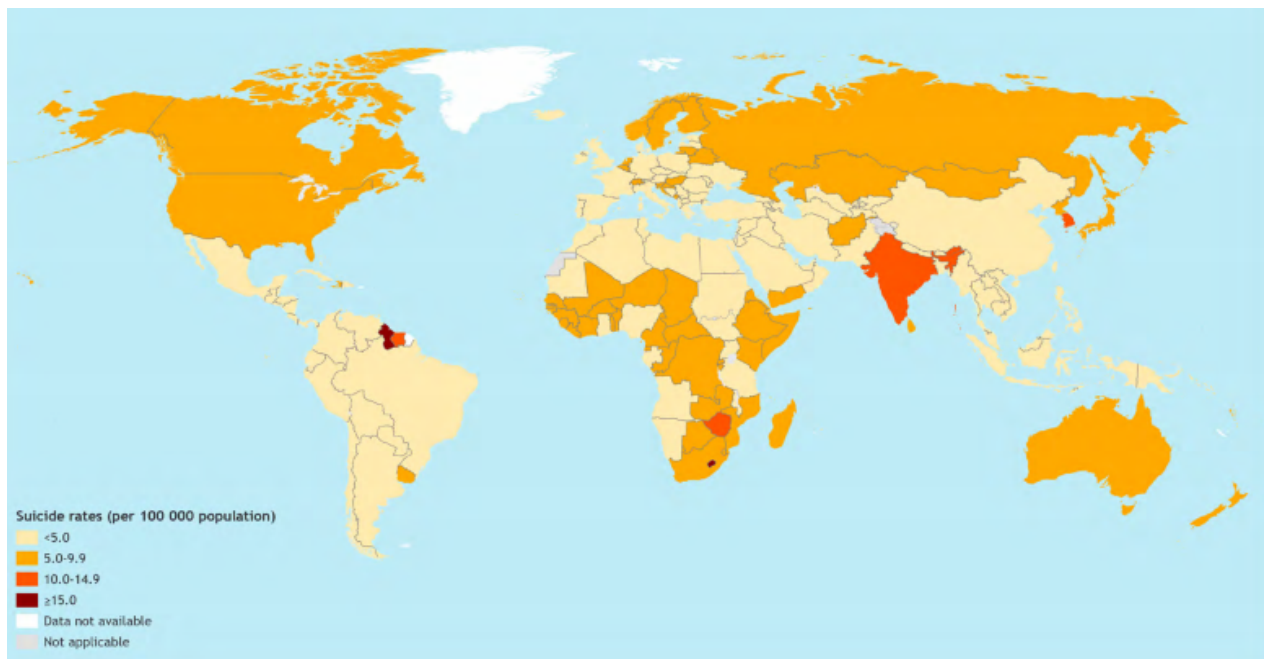 Suicide rates (per 100 000 population)
<5.0
5.0-9.9
10.0-14.9
≥15.0
Data not available
Not applicable